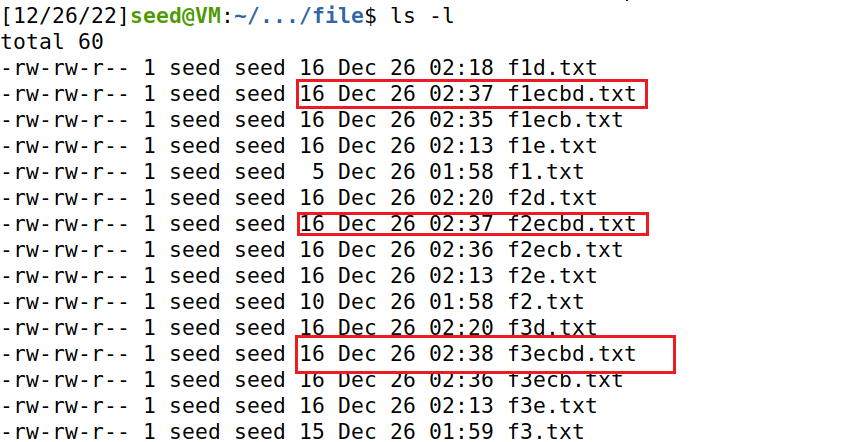 [12/26/22]seed@VM:~/.../file$ ls -l
total 60
-rw-rw-r-- 1 seed seed 16 Dec 26 02:18 f1d.txt
-rw-rw-r-- 1 seed seed 16 Dec 26 02:37 f1ecbd.txt
-rw-rw-r-- 1 seed seed 16 Dec 26 02:35 f1ecb.txt
-rw-rw-r-- 1 seed seed 16 Dec 26 02:13 f1e.txt
-rw-rw-r-- 1 seed seed  5 Dec 26 01:58 f1.txt
-rw-rw-r-- 1 seed seed 16 Dec 26 02:20 f2d.txt
-rw-rw-r-- 1 seed seed 16 Dec 26 02:37 f2ecbd.txt
-rw-rw-r-- 1 seed seed 16 Dec 26 02:36 f2ecb.txt
-rw-rw-r-- 1 seed seed 16 Dec 26 02:13 f2e.txt
-rw-rw-r-- 1 seed seed 10 Dec 26 01:58 f2.txt
-rw-rw-r-- 1 seed seed 16 Dec 26 02:20 f3d.txt
-rw-rw-r-- 1 seed seed 16 Dec 26 02:38 f3ecbd.txt
-rw-rw-r-- 1 seed seed 16 Dec 26 02:36 f3ecb.txt
-rw-rw-r-- 1 seed seed 16 Dec 26 02:13 f3e.txt
-rw-rw-r-- 1 seed seed 15 Dec 26 01:59 f3.txt